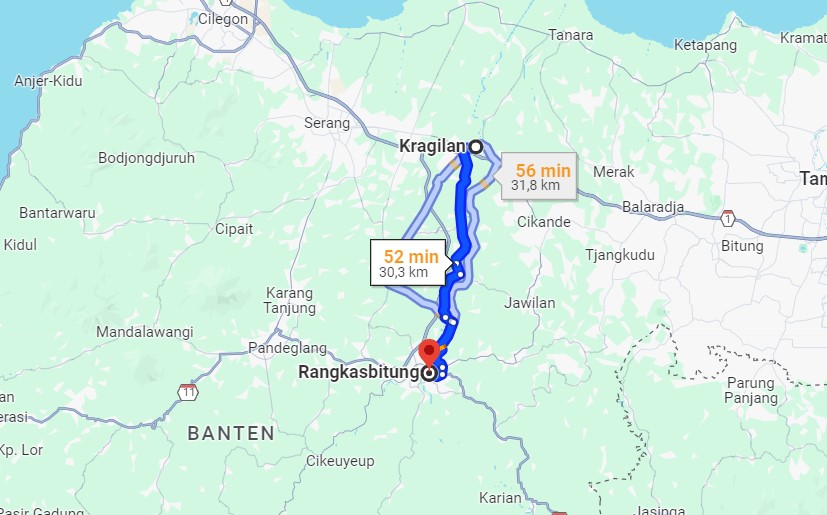 Cilegon
Tanara
Ketapang
Kramat
Anjer-Kidu
Serang
Kragilan
Bodjongdjuruh
56 min
31,8 km
Merak
Tam
Bantarwaru
Balaradja
1
Cikande
Kidul
Cipait
Bitung
52 min
30,3 km
Tjangkudu
Karang
Tanjung
Jawilan
Mandalawangi
Pandeglang
Rangkasbitung
11
Parung
Panjang
an
erasi
BANTEN
Kp. Lor
Cikeuyeup
Karian
Pasir Gadung
Jasinga